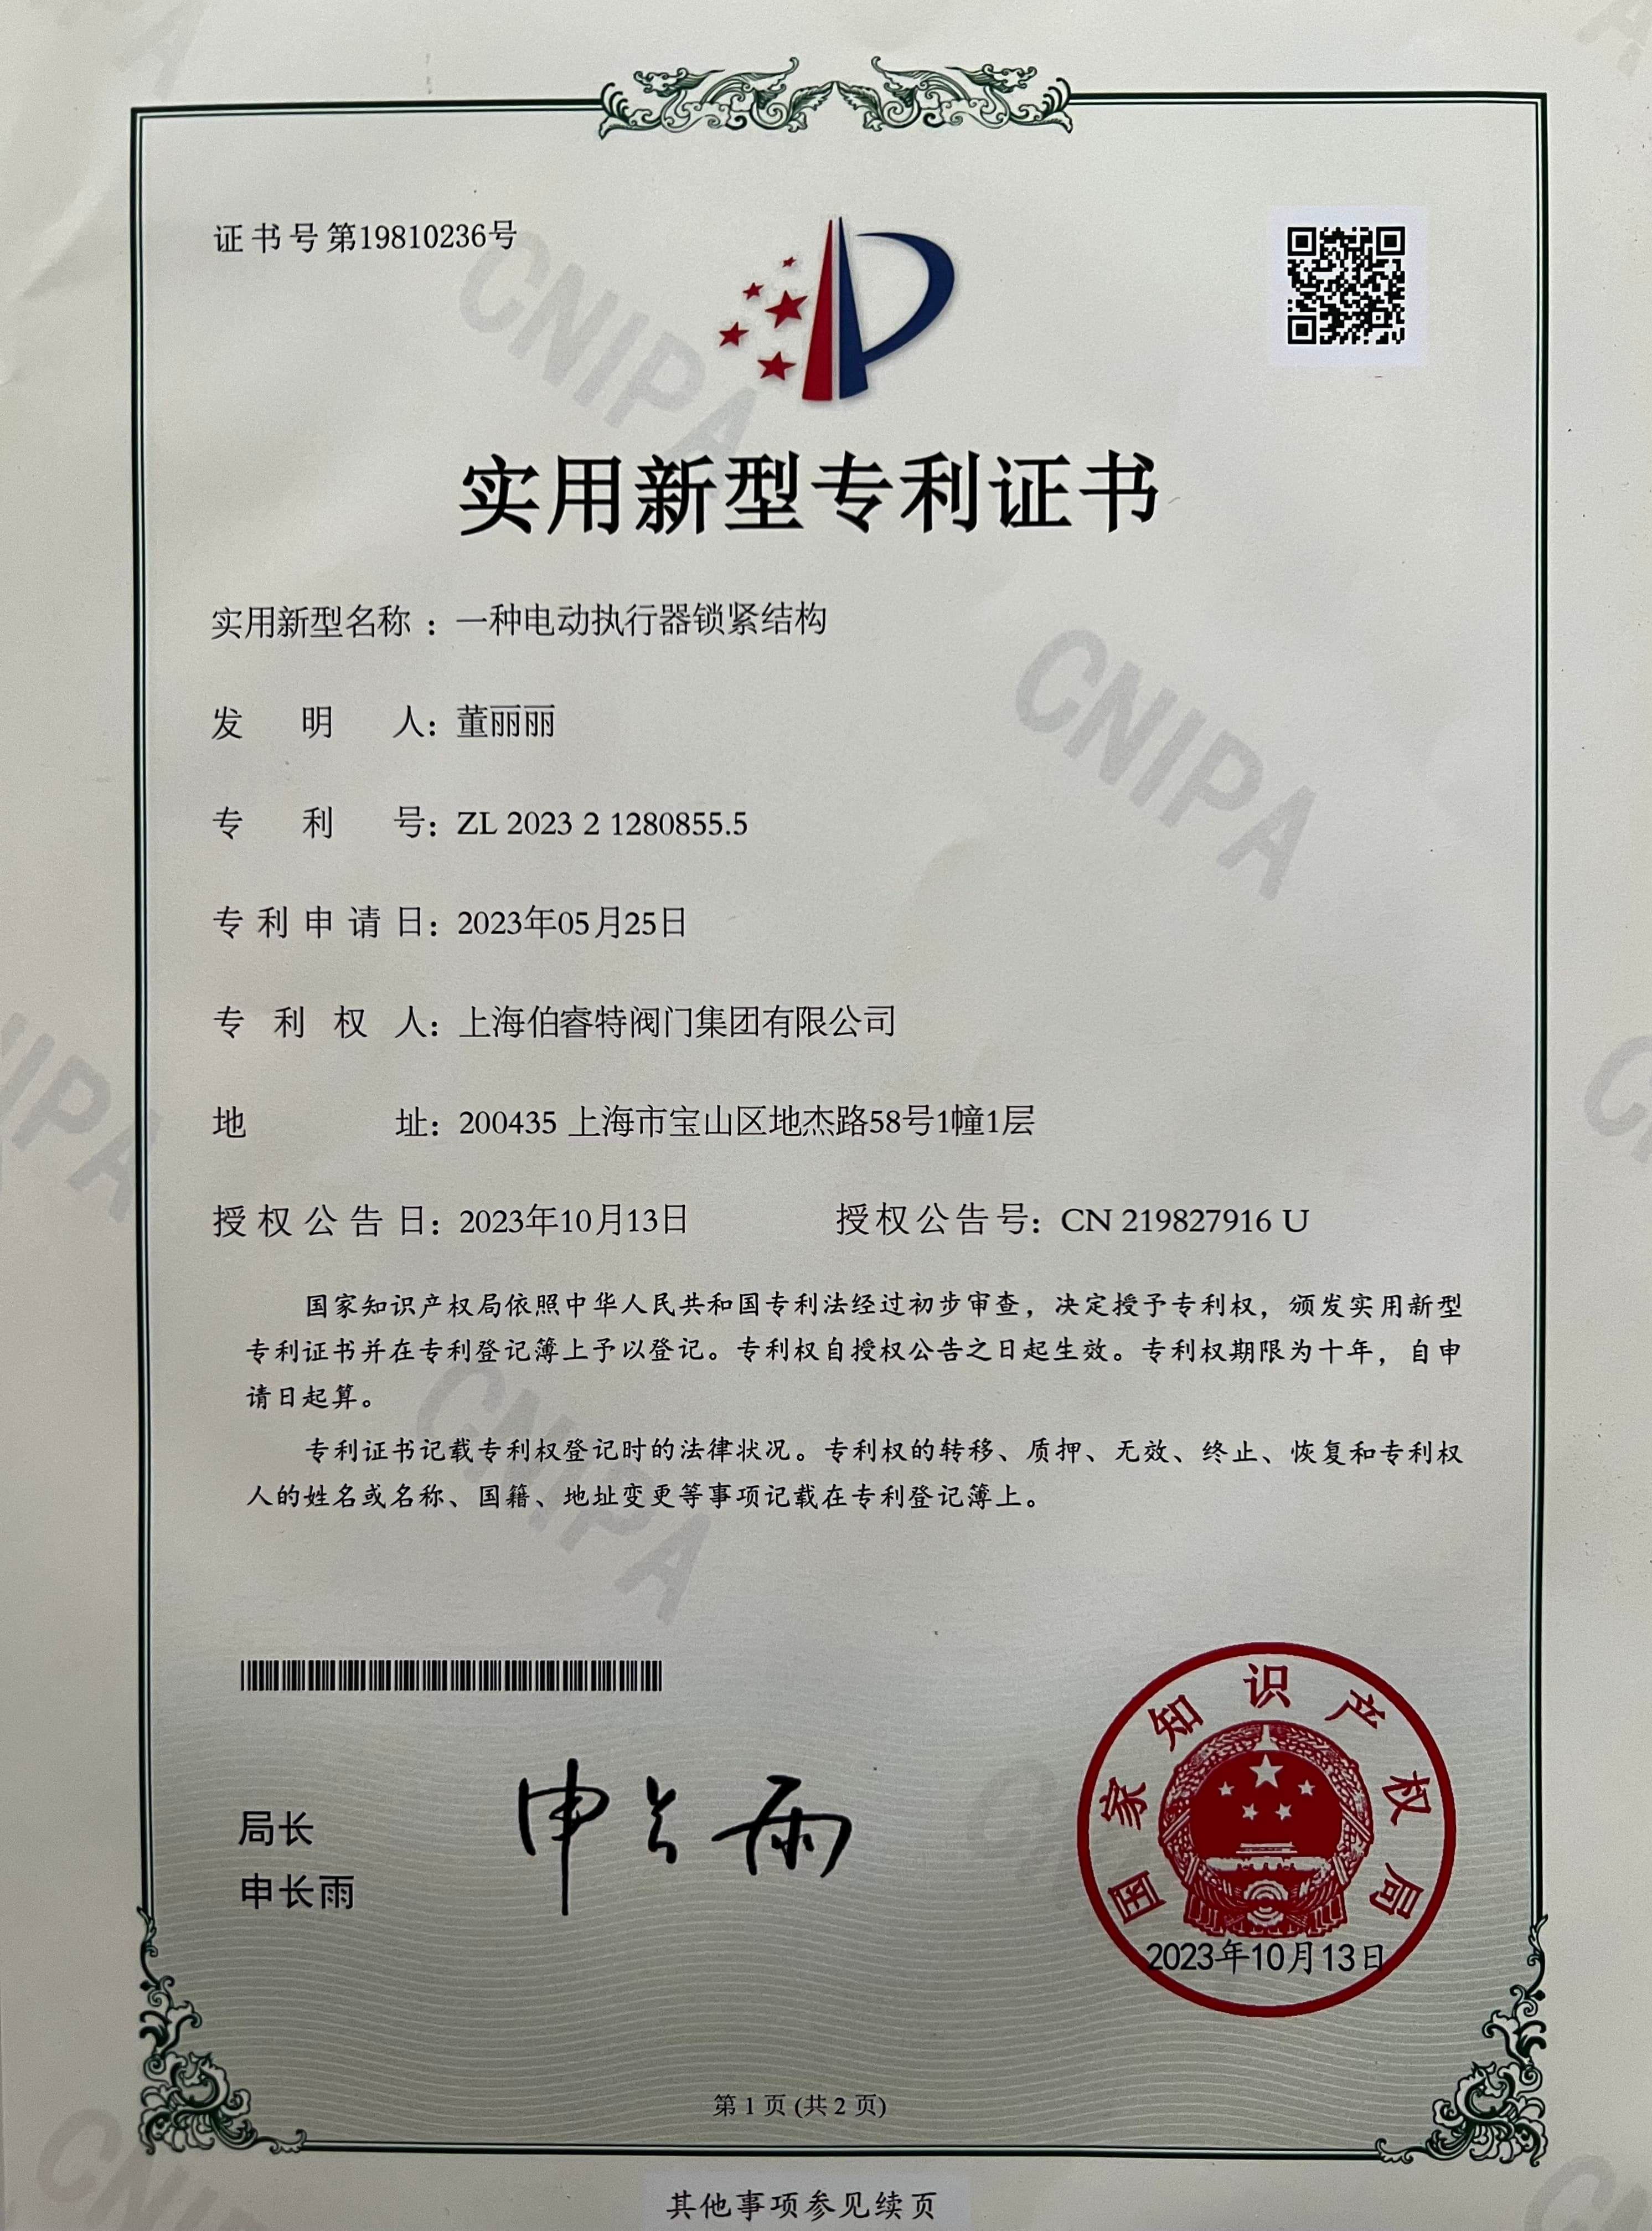 证书号第19810236号
实用新型专利证书
实用新型名称：一种电动执行器锁紧结构
发明人：董丽丽
专利号：ZL 2023 2 1280855.5
专利申请日：2023年05月25日
专利权人：上海伯睿特阀门集团有限公司
地址：200435 上海市宝山区地杰路58号1幢1层
授权公告日：2023年10月13日 授权公告号：CN 219827916 U
国家知识产权局依照中华人民共和国专利法经过初步审查，决定授予专利权，颁发实用新型
专利证书并在专利登记簿上予以登记。专利权自授权公告之日起生效。专利权期限为十年，自申
请日起算。
专利证书记载专利权登记时的法律状况。专利权的转移、质押、无效、终止、恢复和专利权
人的姓名或名称、国籍、地址变更等事项记载在专利登记簿上。
局长
申长雨
申长雨
国家知识产权局
2023年10月13日
第 1 页 (共 2 页)
其他事项参见续页
CNIPA
CNIPA
CNIPA